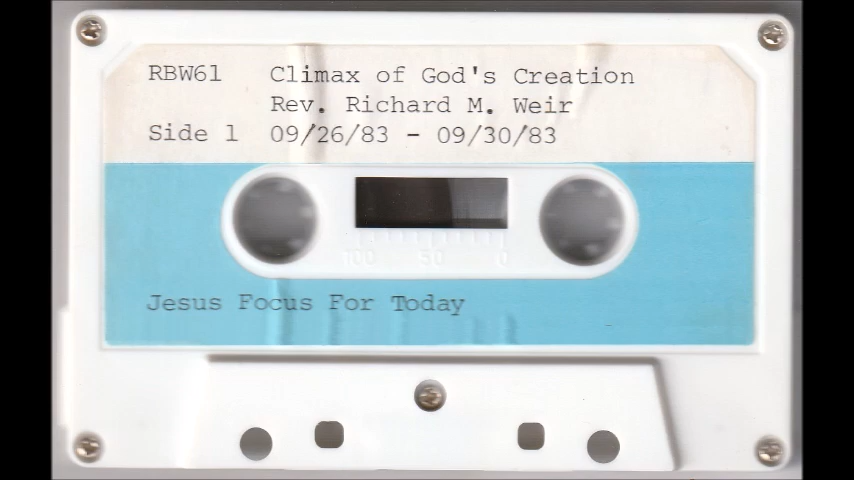 RBW61 Climax of God's Creation
Rev. Richard M. Weir
Side 1 09/26/83 - 09/30/83
100 50 0
Jesus Focus For Today